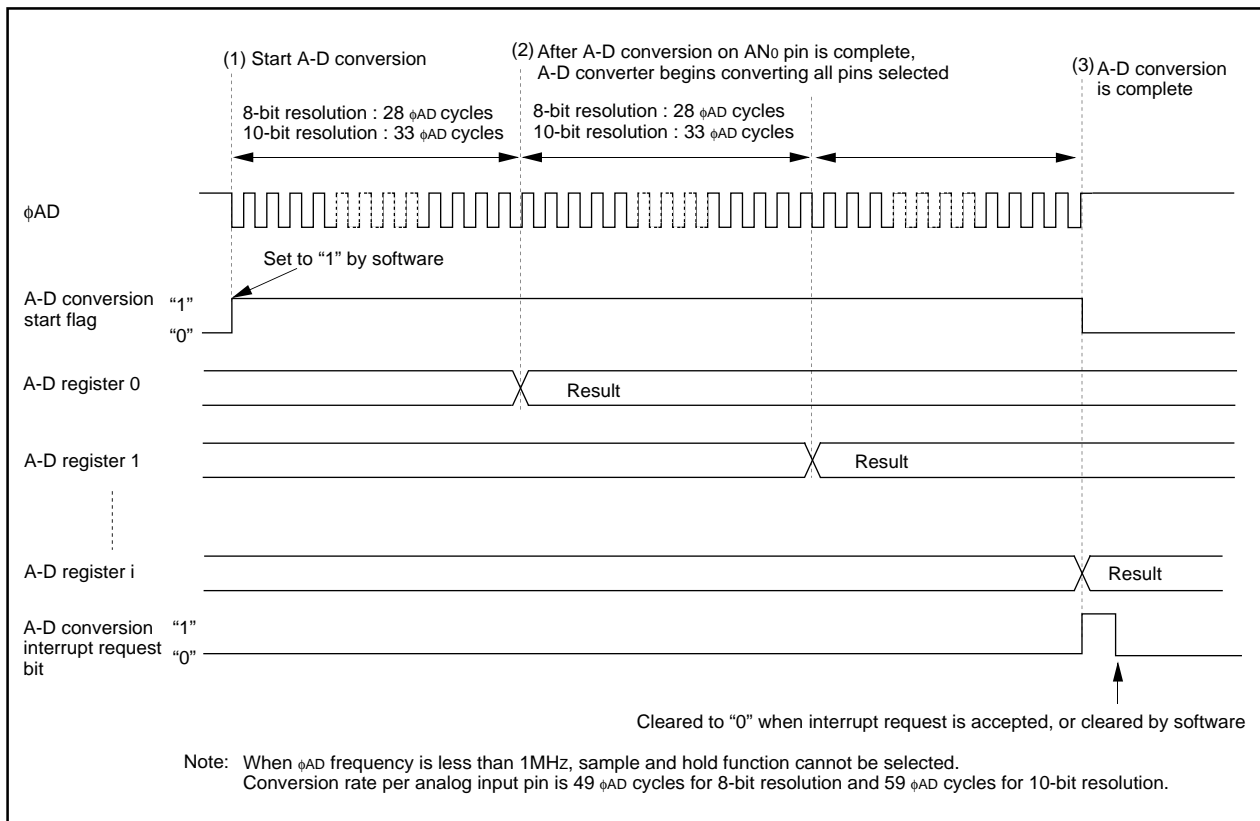 (1) Start A-D conversion
(2) After A-D conversion on AN0 pin is complete,
A-D converter begins converting all pins selected
(3) A-D conversion
is complete
8-bit resolution : 28 ϕAD cycles
10-bit resolution : 33 ϕAD cycles
8-bit resolution : 28 ϕAD cycles
10-bit resolution : 33 ϕAD cycles
ϕAD
Set to “1” by software
A-D conversion
start flag
“1”
“0”
A-D register 0
Result
A-D register 1
Result
A-D register i
Result
A-D conversion
interrupt request
bit
“1”
“0”
Cleared to “0” when interrupt request is accepted, or cleared by software
Note: When ϕAD frequency is less than 1MHz, sample and hold function cannot be selected.
Conversion rate per analog input pin is 49 ϕAD cycles for 8-bit resolution and 59 ϕAD cycles for 10-bit resolution.